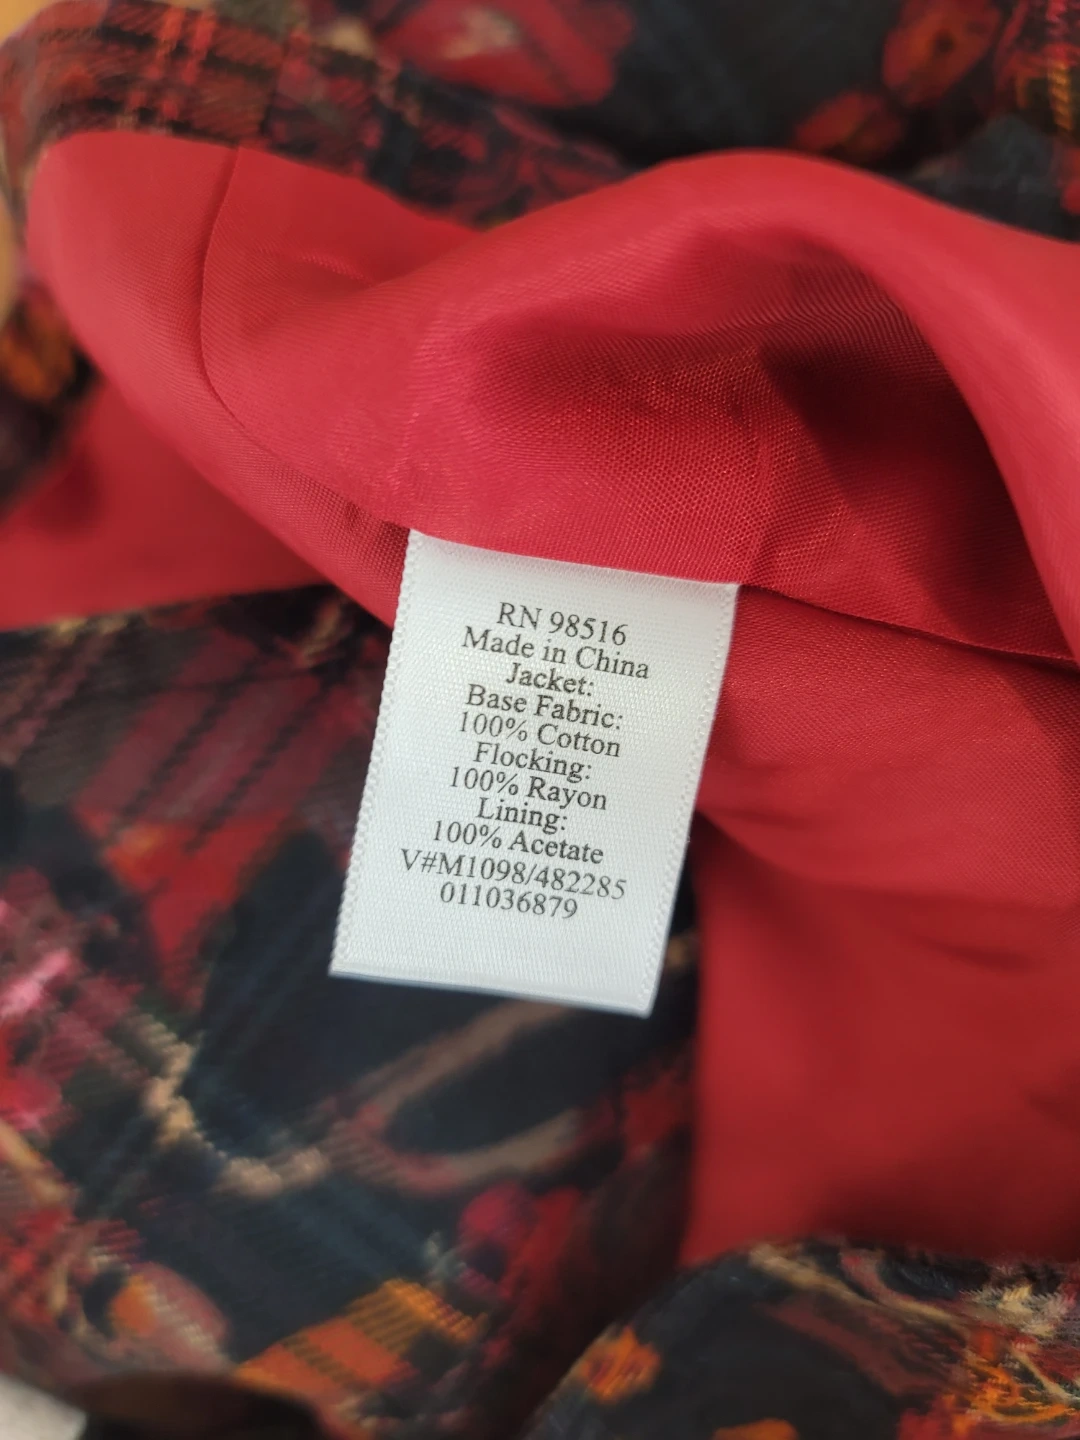 RN 98516
Made in China
Jacket:
Base Fabric:
100% Cotton
Flocking:
100% Rayon
Lining:
100% Acetate
V#M1098/482285
011036879